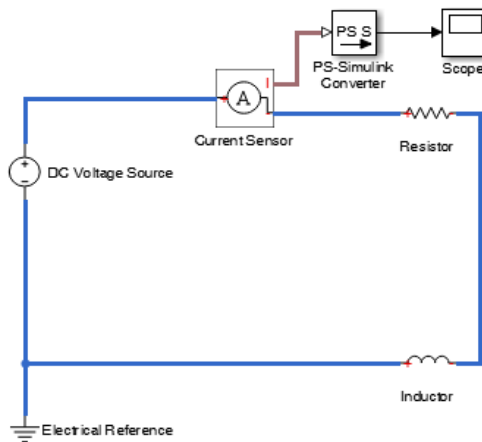 PS S
PS-Simulink
Converter
Scope
I
A
Current Sensor
Resistor
DC Voltage Source
Inductor
Electrical Reference